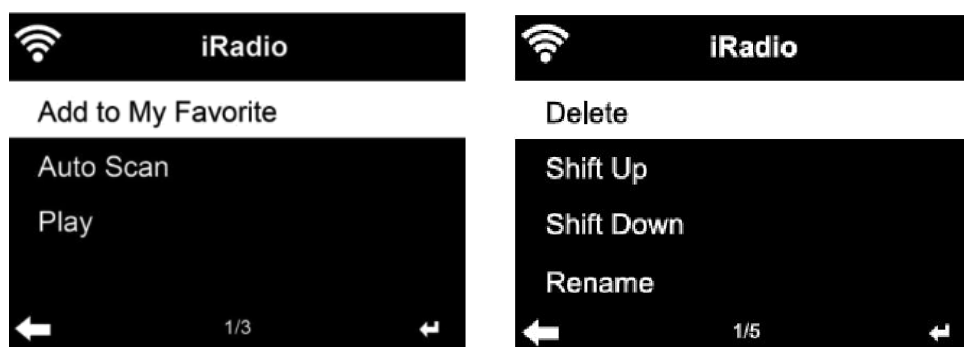 iRadio
Add to My Favorite
Auto Scan
Play
1/3
iRadio
Delete
Shift Up
Shift Down
Rename
1/5